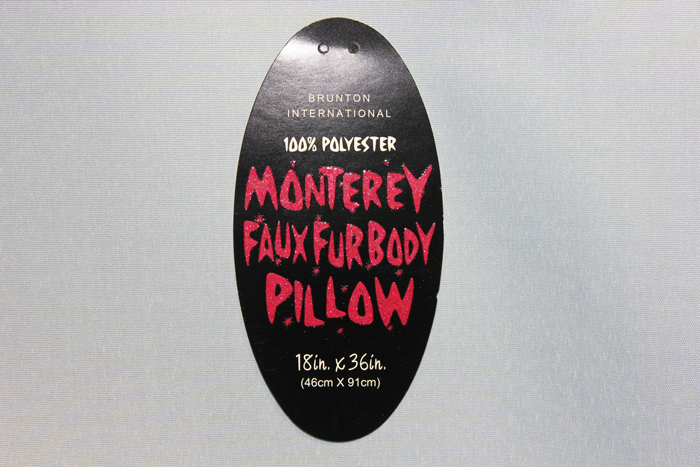 BRUNTON
INTERNATIONAL
100% POLYESTER
MONTEREY
FAUX FUR BODY
PILLOW
18in. x 36in.
(46cm X 91cm)